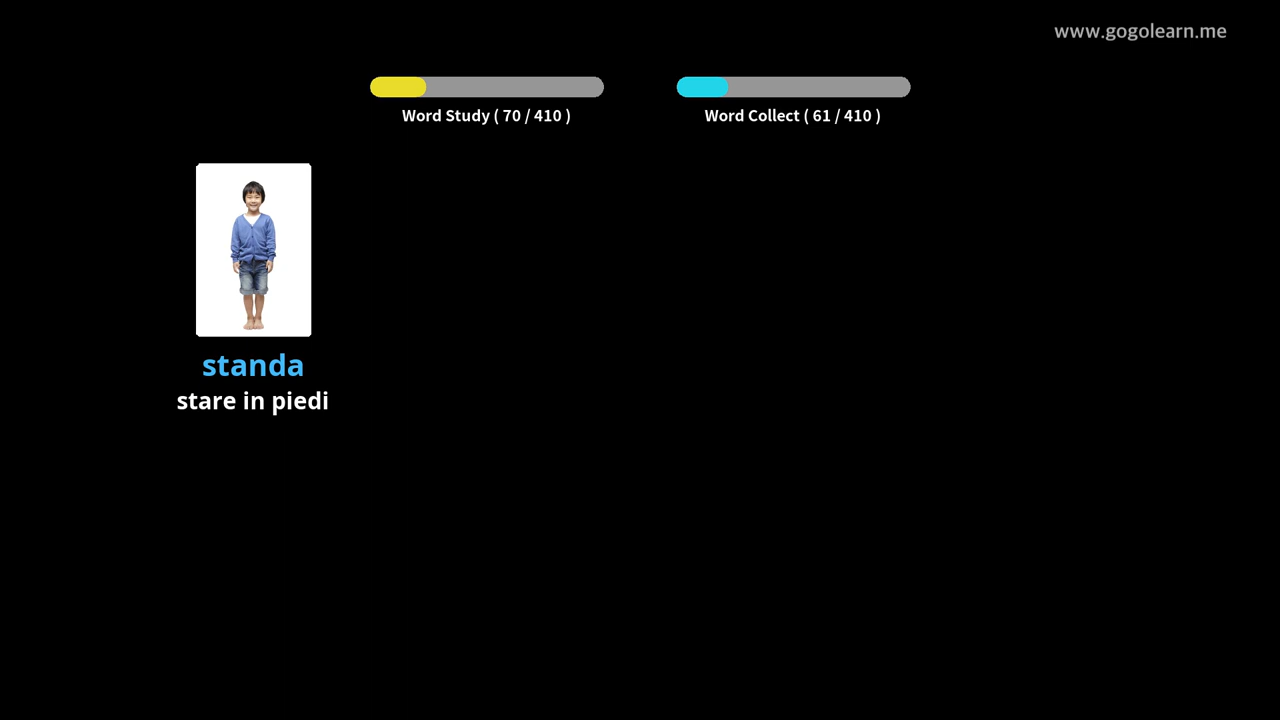 www.gogolearn.me
Word Study ( 70 / 410 )
Word Collect ( 61 / 410 )
standa
stare in piedi